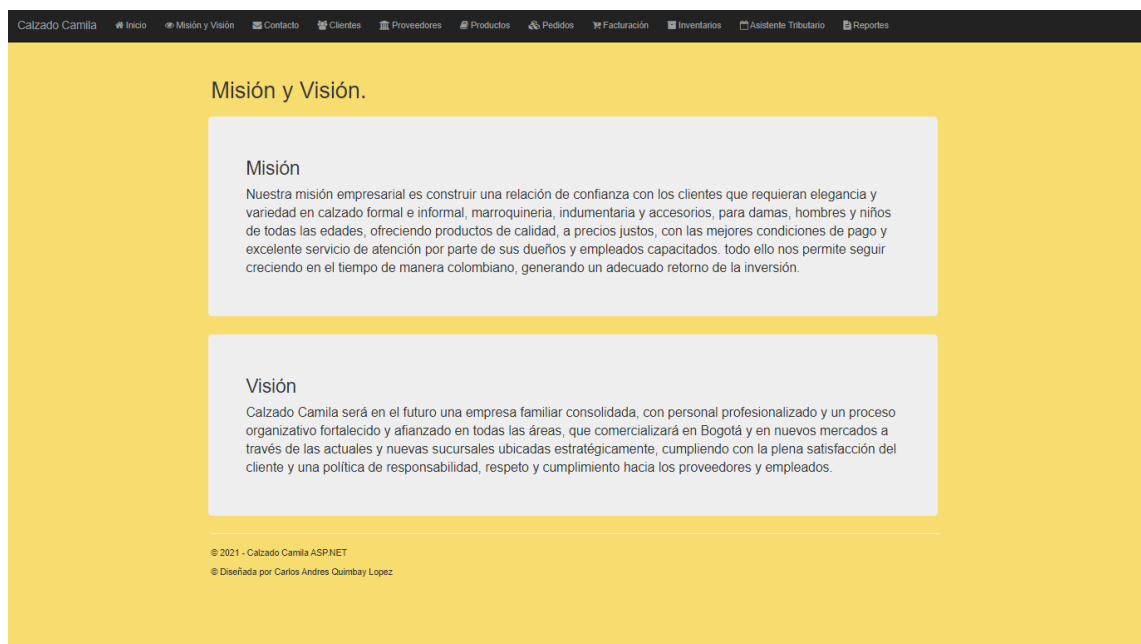 Calzado Camila Inicio Misión y Visión Contacto Clientes Proveedores Productos Pedidos Facturación Inventarios Asistente Tributario Reportes
Misión y Visión.
Misión
Nuestra misión empresarial es construir una relación de confianza con los clientes que requieran elegancia y
variedad en calzado formal e informal, marroquineria, indumentaria y accesorios, para damas, hombres y niños
de todas las edades, ofreciendo productos de calidad, a precios justos, con las mejores condiciones de pago y
excelente servicio de atención por parte de sus dueños y empleados capacitados. todo ello nos permite seguir
creciendo en el tiempo de manera colombiano, generando un adecuado retorno de la inversión.
Visión
Calzado Camila será en el futuro una empresa familiar consolidada, con personal profesionalizado y un proceso
organizativo fortalecido y afianzado en todas las áreas, que comercializará en Bogotá y en nuevos mercados a
través de las actuales y nuevas sucursales ubicadas estratégicamente, cumpliendo con la plena satisfacción del
cliente y una política de responsabilidad, respeto y cumplimiento hacia los proveedores y empleados.
© 2021 - Calzado Camila ASP.NET
© Diseñada por Carlos Andres Quimbay Lopez